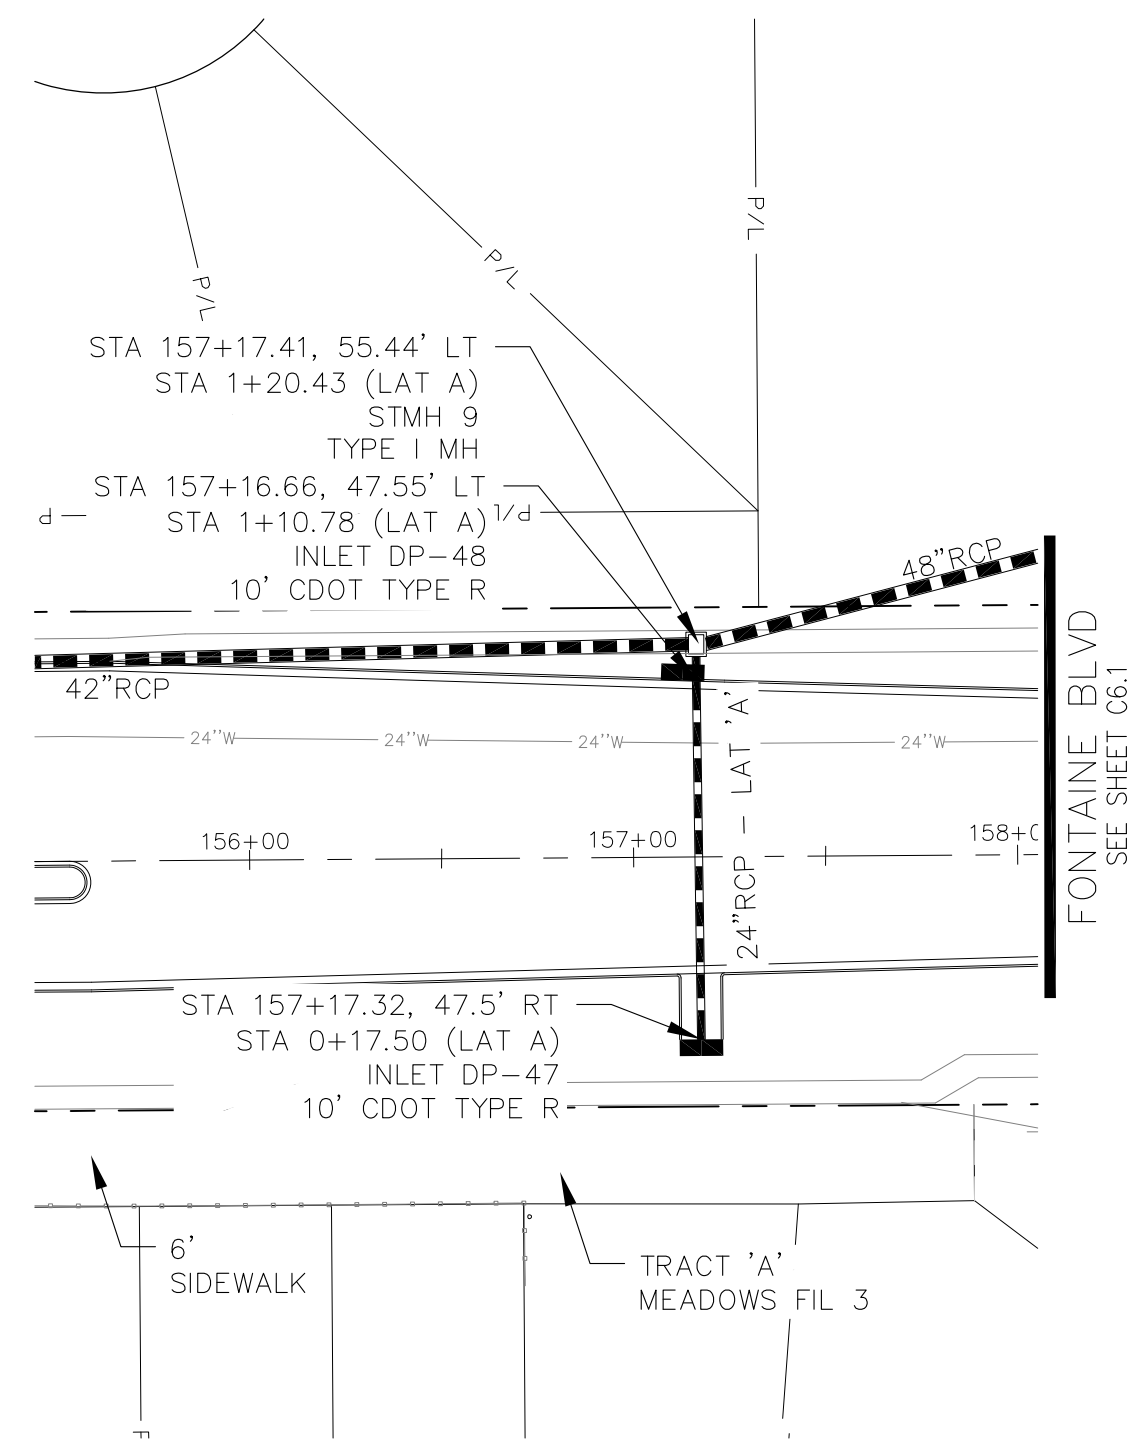 P/L
P/L
P/L
STA 157+17.41, 55.44' LT
STA 1+20.43 (LAT A)
STMH 9
TYPE I MH
STA 157+16.66, 47.55' LT
STA 1+10.78 (LAT A)
INLET DP-48
10' CDOT TYPE R
P
P/L
48"RCP
42"RCP
24"W
24"W
24"W
24"W
24"RCP - LAT 'A'
156+00
157+00
158+0
FONTAINE BLVD
SEE SHEET C6.1
STA 157+17.32, 47.5' RT
STA 0+17.50 (LAT A)
INLET DP-47
10' CDOT TYPE R
6'
SIDEWALK
TRACT 'A'
MEADOWS FIL 3